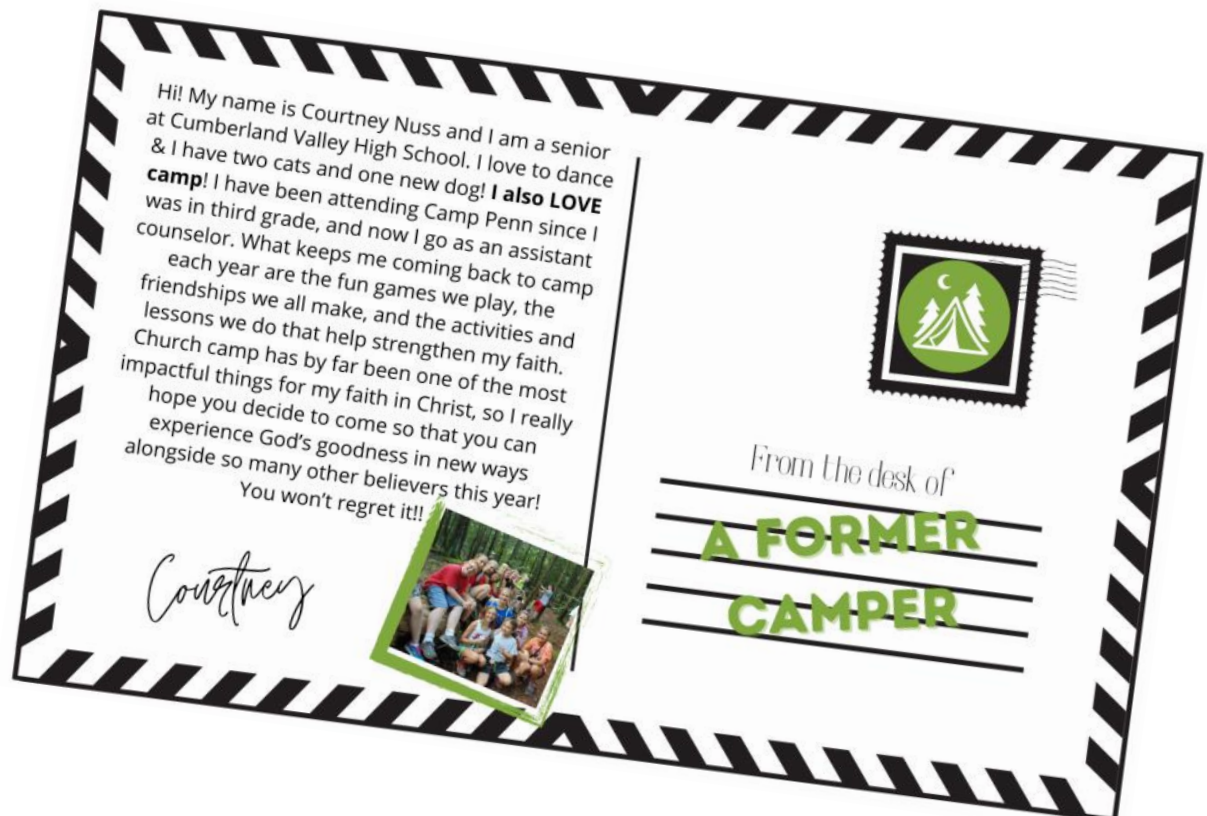 Hi! My name is Courtney Nuss and I am a senior
at Cumberland Valley High School. I love to dance
& I have two cats and one new dog! I also LOVE
camp! I have been attending Camp Penn since I
was in third grade, and now I go as an assistant
counselor. What keeps me coming back to camp
each year are the fun games we play, the
friendships we all make, and the activities and
lessons we do that help strengthen my faith.
Church camp has by far been one of the most
impactful things for my faith in Christ, so I really
hope you decide to come so that you can
experience God's goodness in new ways
alongside so many other believers this year!
You won't regret it!!
Courtney
From the desk of
A FORMER
CAMPER